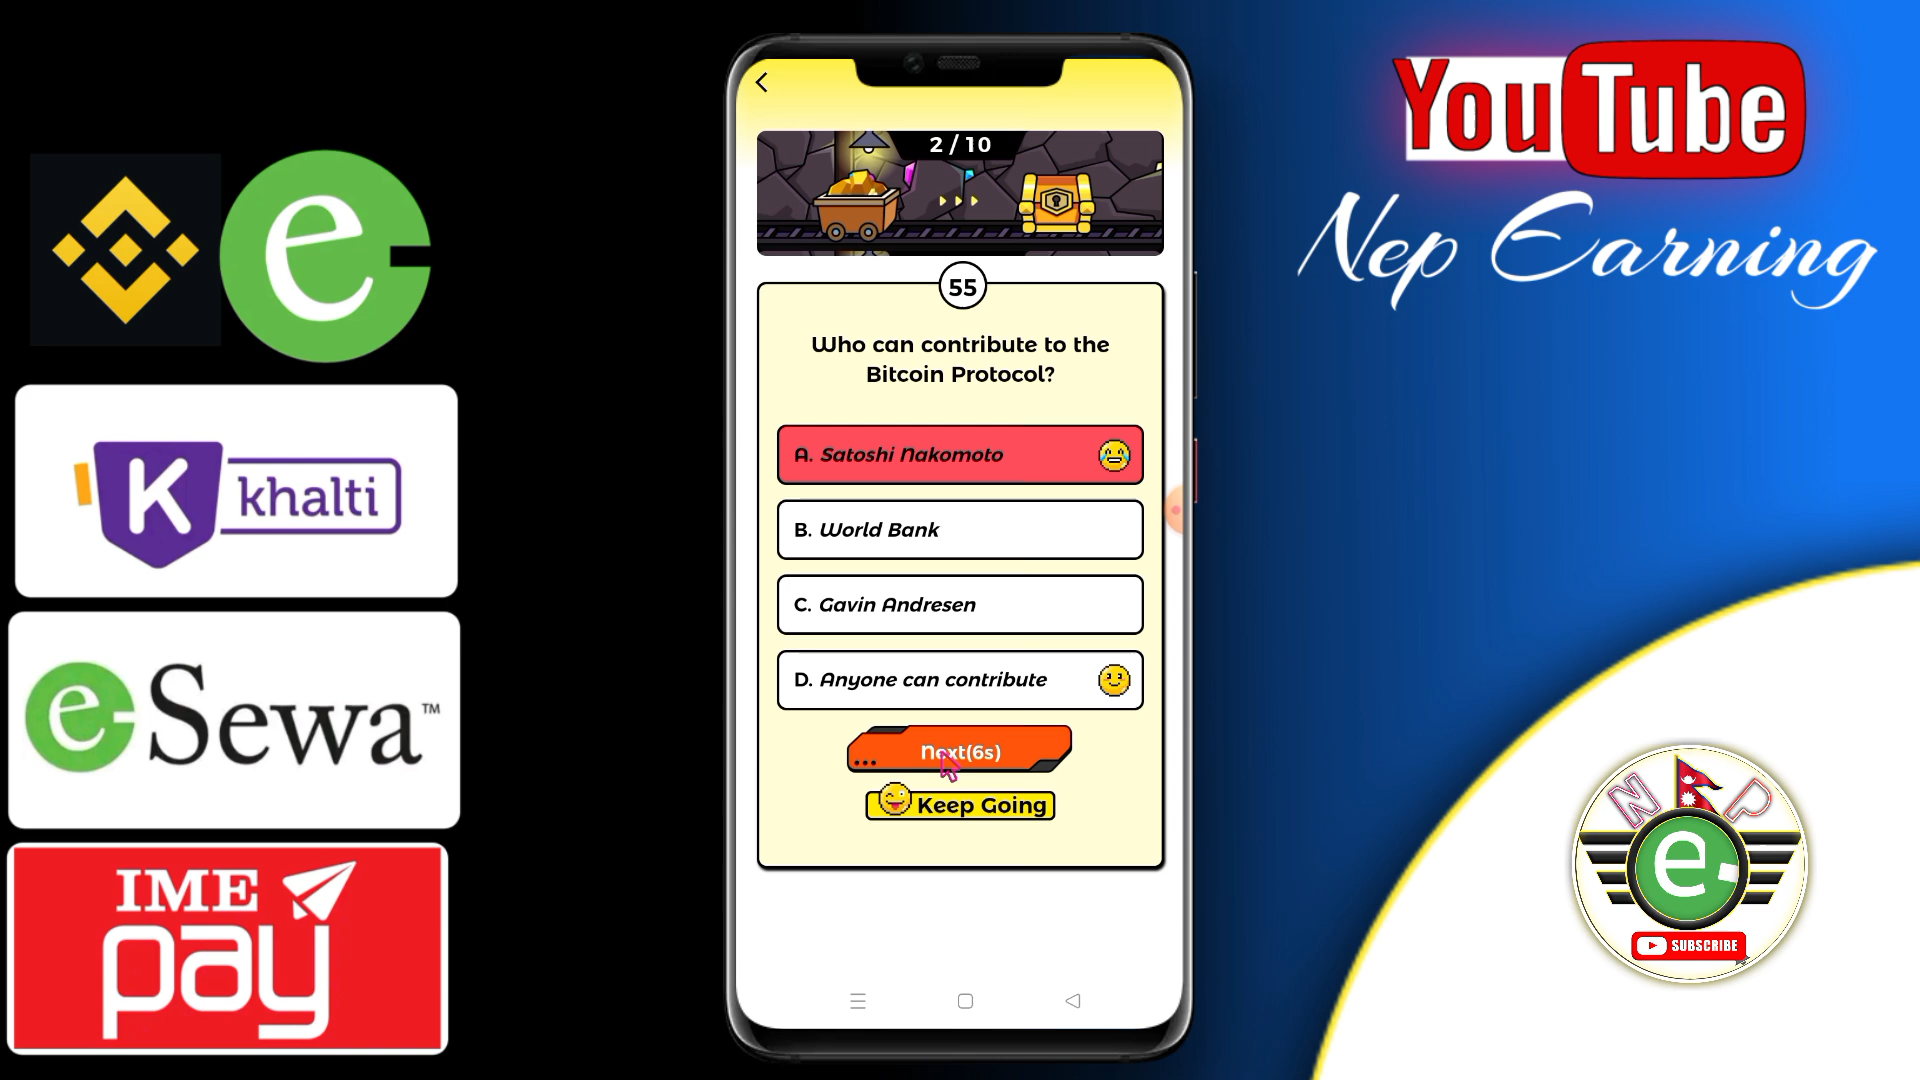 e
K khalti
e Sewa™
IME
pay
2 / 10
55
Who can contribute to the
Bitcoin Protocol?
A. Satoshi Nakomoto
B. World Bank
C. Gavin Andresen
D. Anyone can contribute
Next(6s)
Keep Going
YouTube
Nep Earning
N P
e
SUBSCRIBE